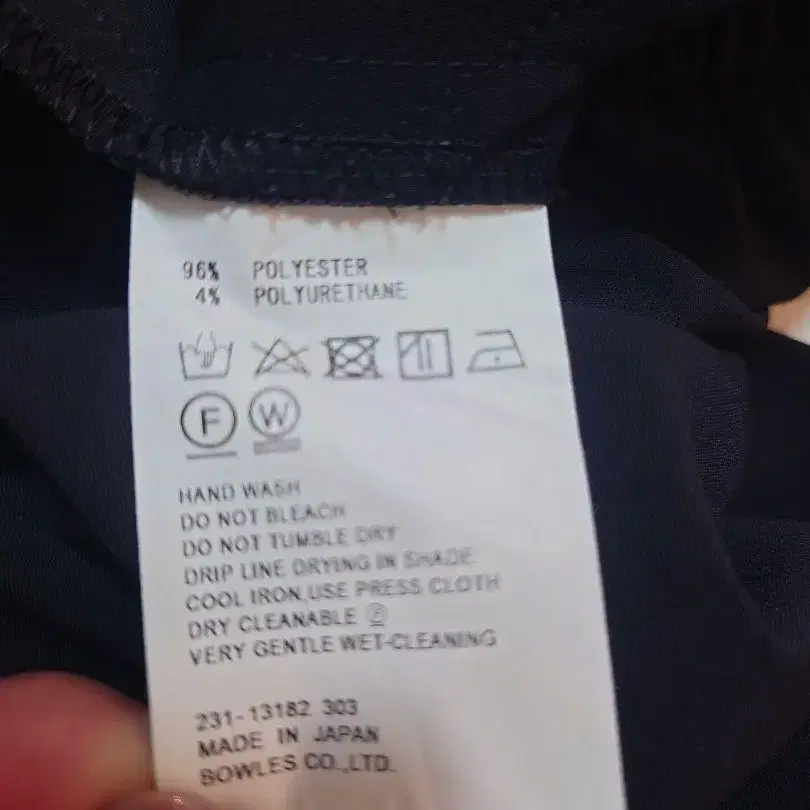 96% POLYESTER
4% POLYURETHANE
F W
HAND WASH
DO NOT BLEACH
DO NOT TUMBLE DRY
DRIP LINE DRYING IN SHADE
COOL IRON,USE PRESS CLOTH
DRY CLEANABLE Ⓕ
VERY GENTLE WET-CLEANING
231-13182 303
MADE IN JAPAN
BOWLES CO.,LTD.